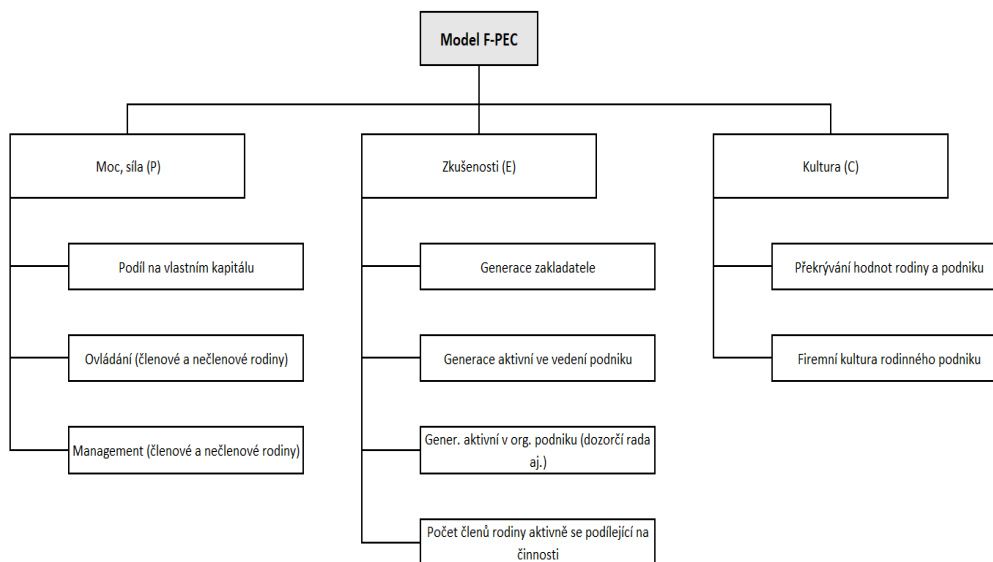 Model F-PEC
Moc, síla (P)
Zkušenosti (E)
Kultura (C)
Podíl na vlastním kapitálu
Generace zakladatele
Překrývání hodnot rodiny a podniku
Ovládání (členové a nečlenové rodiny)
Generace aktivní ve vedení podniku
Firemní kultura rodinného podniku
Management (členové a nečlenové rodiny)
Gener. aktivní v org. podniku (dozorčí rada
aj.)
Počet členů rodiny aktivně se podílející na
činnosti